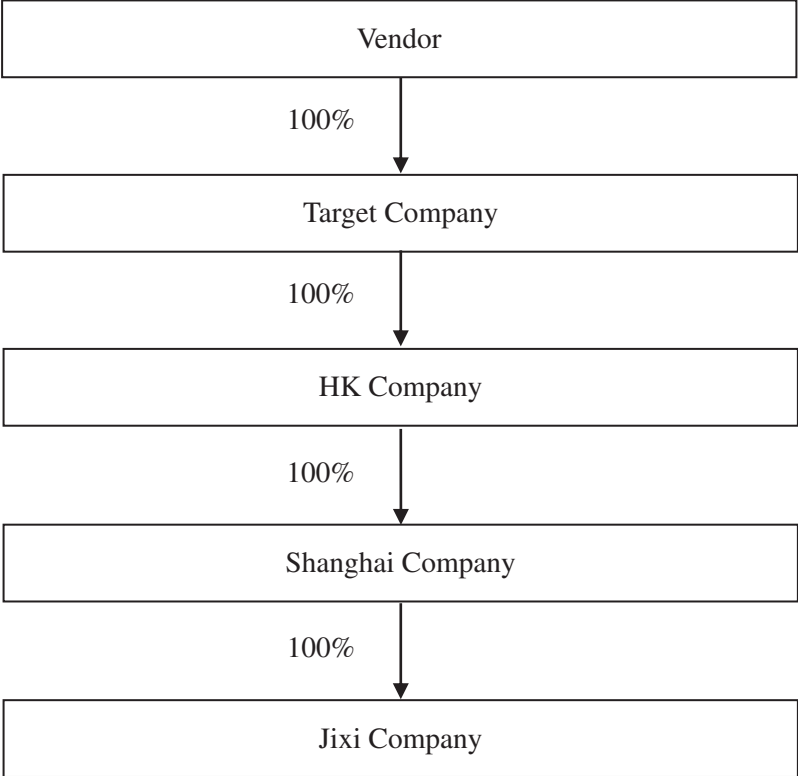 Vendor
100%
Target Company
100%
HK Company
100%
Shanghai Company
100%
Jixi Company